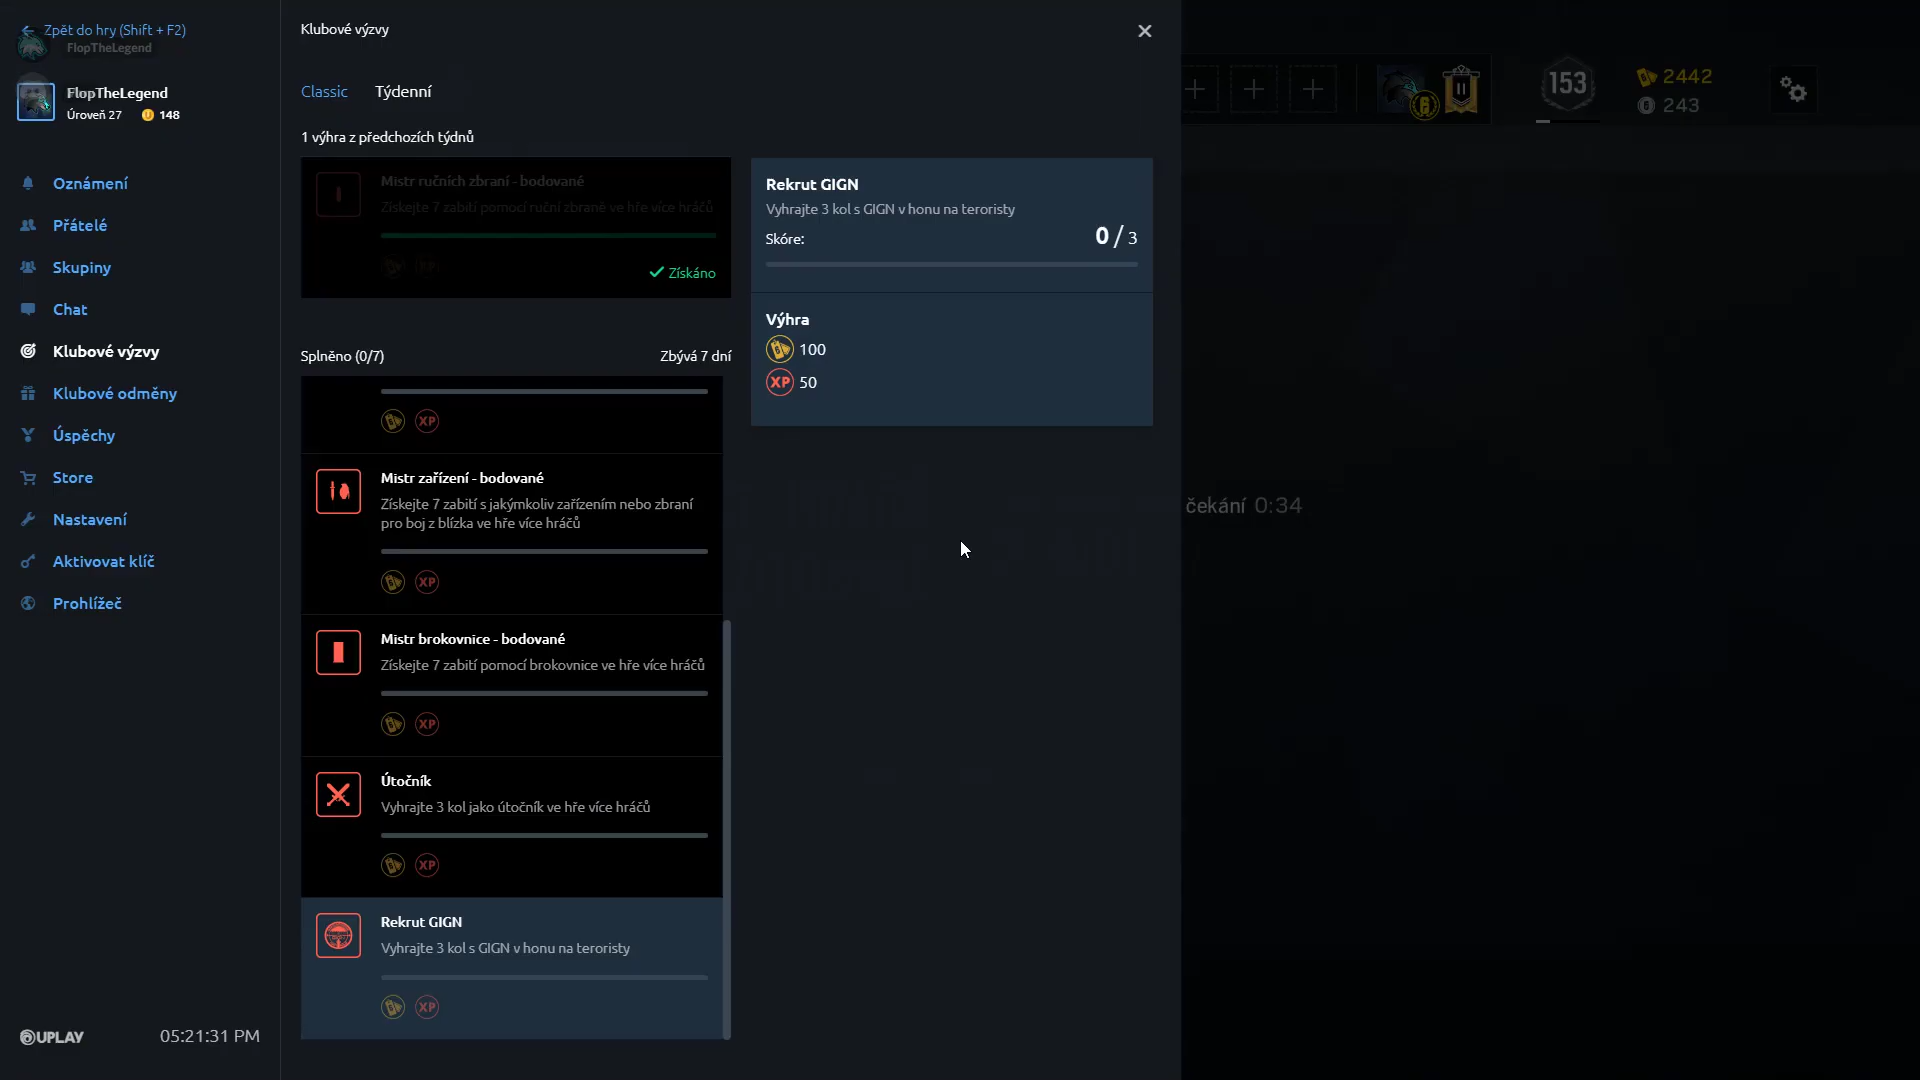 Zpět do hry (Shift + F2)
FlopTheLegend
FlopTheLegend
Úroveň 27
148
Oznámení
Přátelé
Skupiny
Chat
Klubové výzvy
Klubové odměny
Úspěchy
Store
Nastavení
Aktivovat klíč
Prohlížeč
UPLAY
05:21:31 PM
Klubové výzvy
Classic
Týdenní
1 výhra z předchozích týdnů
Mistr ručních zbraní - bodované
Získejte 7 zabití pomocí ruční zbraně ve hře více hráčů
Získáno
Splněno (0/7)
Zbývá 7 dní
XP
Mistr zařízení - bodované
Získejte 7 zabití s jakýmkoliv zařízením nebo zbraní
pro boj z blízka ve hře více hráčů
XP
Mistr brokovnice - bodované
Získejte 7 zabití pomocí brokovnice ve hře více hráčů
XP
Útočník
Vyhrajte 3 kol jako útočník ve hře více hráčů
XP
Rekrut GIGN
Vyhrajte 3 kol s GIGN v honu na teroristy
XP
Rekrut GIGN
Vyhrajte 3 kol s GIGN v honu na teroristy
Skóre:
0 / 3
Výhra
100
XP 50
II
153
2442
243
čekání 0:34